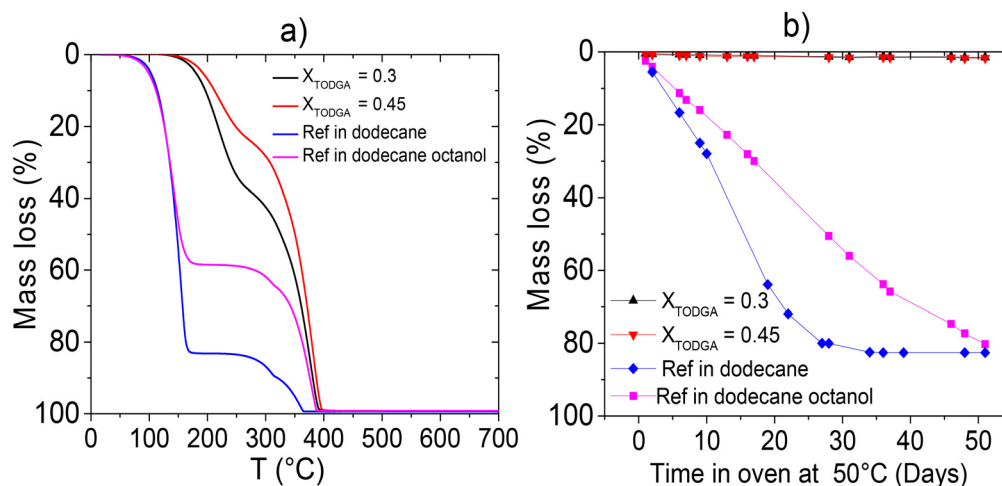 a)
0
20
40
60
80
100
Mass loss (%)
X_TODGA = 0.3
X_TODGA = 0.45
Ref in dodecane
Ref in dodecane octanol
0 100 200 300 400 500 600 700
T (°C)
b)
0
20
40
60
80
100
Mass loss (%)
X_TODGA = 0.3
X_TODGA = 0.45
Ref in dodecane
Ref in dodecane octanol
0 10 20 30 40 50
Time in oven at 50°C (Days)